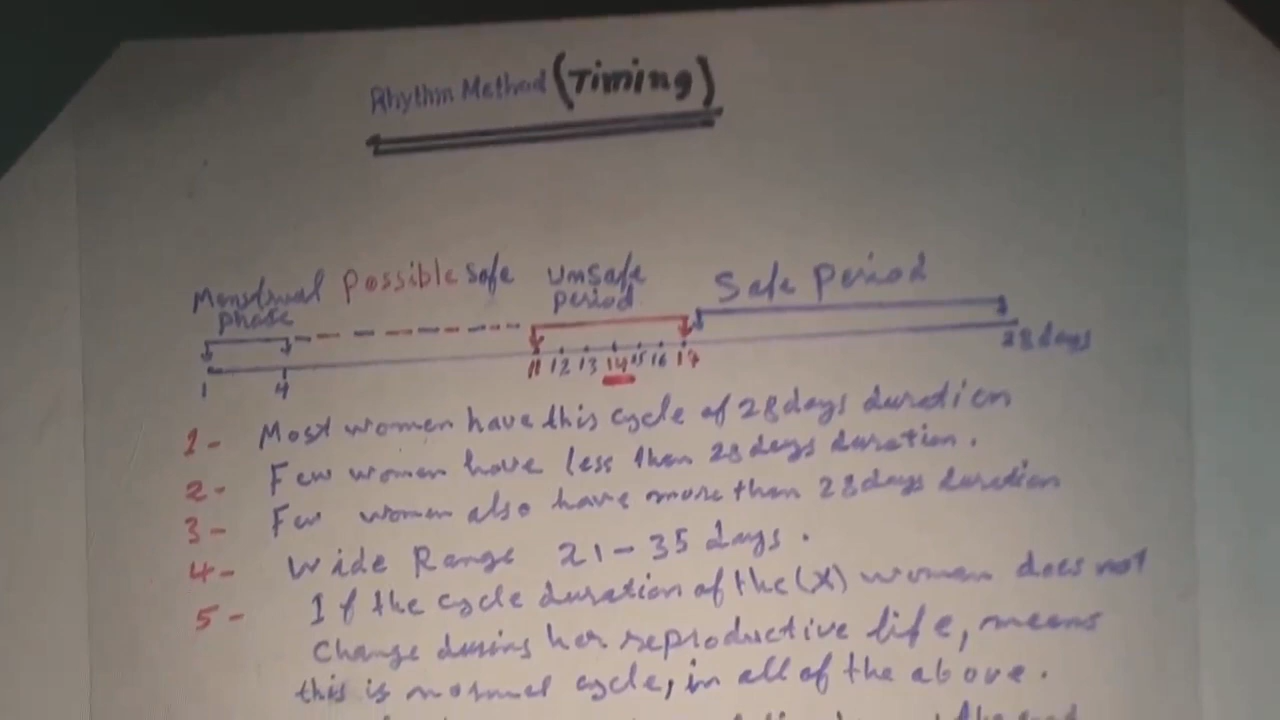 Rhythm Method (Timing)
Menstrual phase
Possible safe
Unsafe period
Safe Period
1 4 11 12 13 14 15 16 17 28 days
1- Most women have this cycle of 28 days duration
2- Few women have less than 28 days duration.
3- Few women also have more than 28 days duration
4- Wide Range 21-35 days.
5- If the cycle duration of the (X) women does not
change during her reproductive life, means
this is normal cycle, in all of the above.